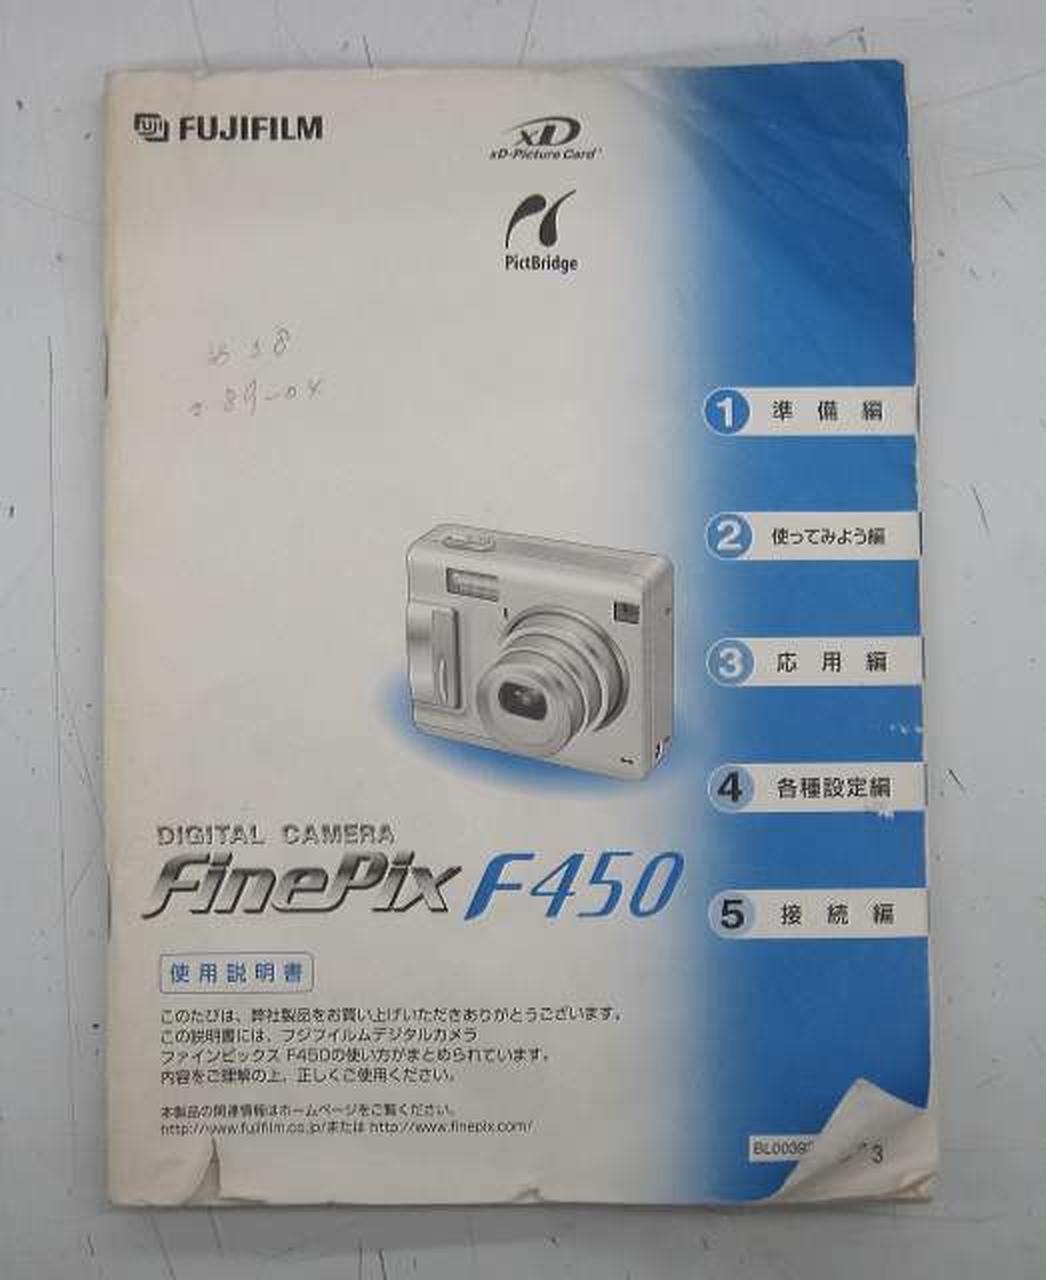 FUJI FUJIFILM
xD
xD-Picture Card
PictBridge
1 準備編
2 使ってみよう編
3 応用編
4 各種設定編
5 接続編
DIGITAL CAMERA
FinePix F450
使用説明書
このたびは、弊社製品をお買い上げいただきありがとうございます。
この説明書には、フジフイルムデジタルカメラ
ファインピックス F450の使い方がまとめられています。
内容をご理解の上、正しくご使用ください。
本製品の関連情報はホームページをご覧ください。
http://www.fujifilm.co.jp/または http://www.finepix.com/